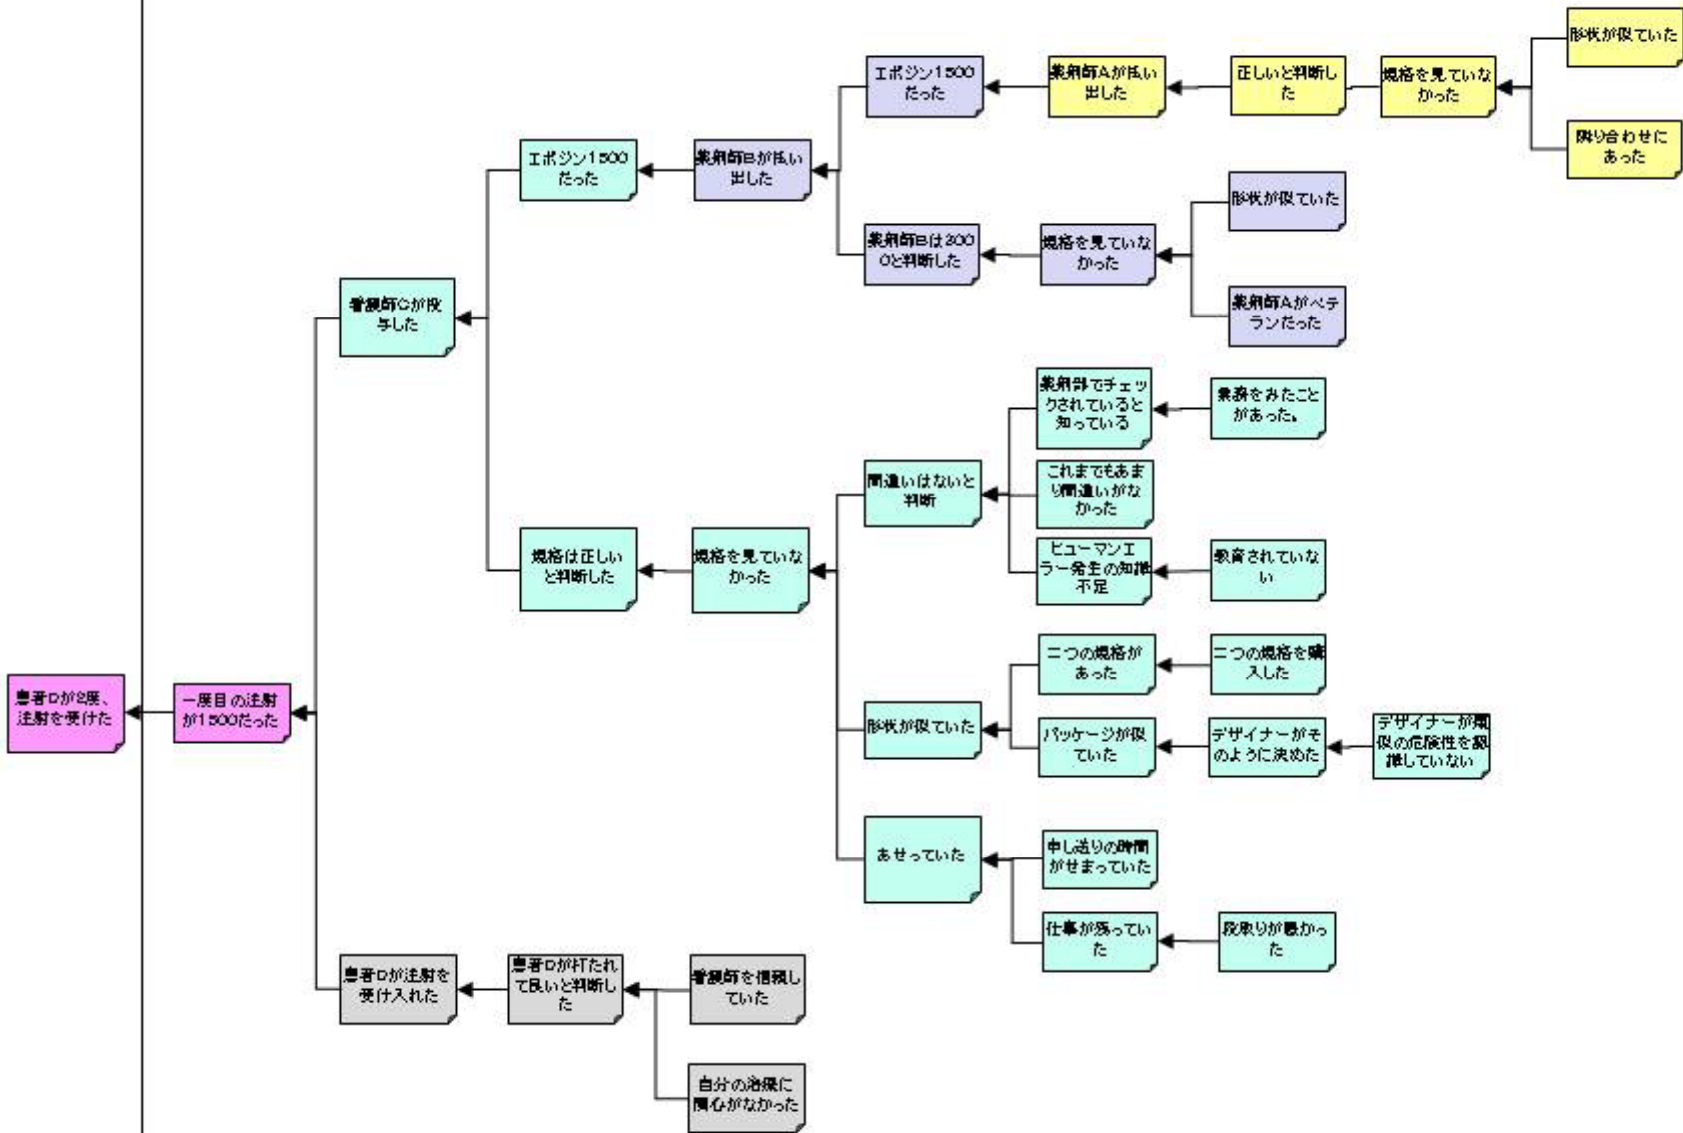 形状が似ていた
隣り合わせに
あった
エポジン1500
だった
薬剤師Aが払い
出した
正しいと判断し
た
規格を見ていな
かった
エポジン1500
だった
薬剤師Bが払い
出した
形状が似ていた
薬剤師Bは300
0と判断した
規格を見ていな
かった
薬剤師Aがベテ
ランだった
看護師Cが投
与した
薬剤部でチェッ
クされていると
知っている
業務をみたこと
があった。
間違いはないと
判断
これまでもあま
り間違いがな
かった
規格は正しい
と判断した
規格を見ていな
かった
ヒューマンエ
ラー発生の知識
不足
教育されていな
い
二つの規格が
あった
二つの規格を購
入した
患者Dが2度、
注射を受けた
一度目の注射
が1500だった
形状が似ていた
パッケージが似
ていた
デザイナーがそ
のように決めた
デザイナーが類
似の危険性を認
識していない
あせっていた
申し送りの時間
がせまっていた
仕事が残ってい
た
段取りが悪かっ
た
患者Dが注射を
受け入れた
患者Dが打たれ
て良いと判断し
た
看護師を信頼し
ていた
自分の治療に
関心がなかった